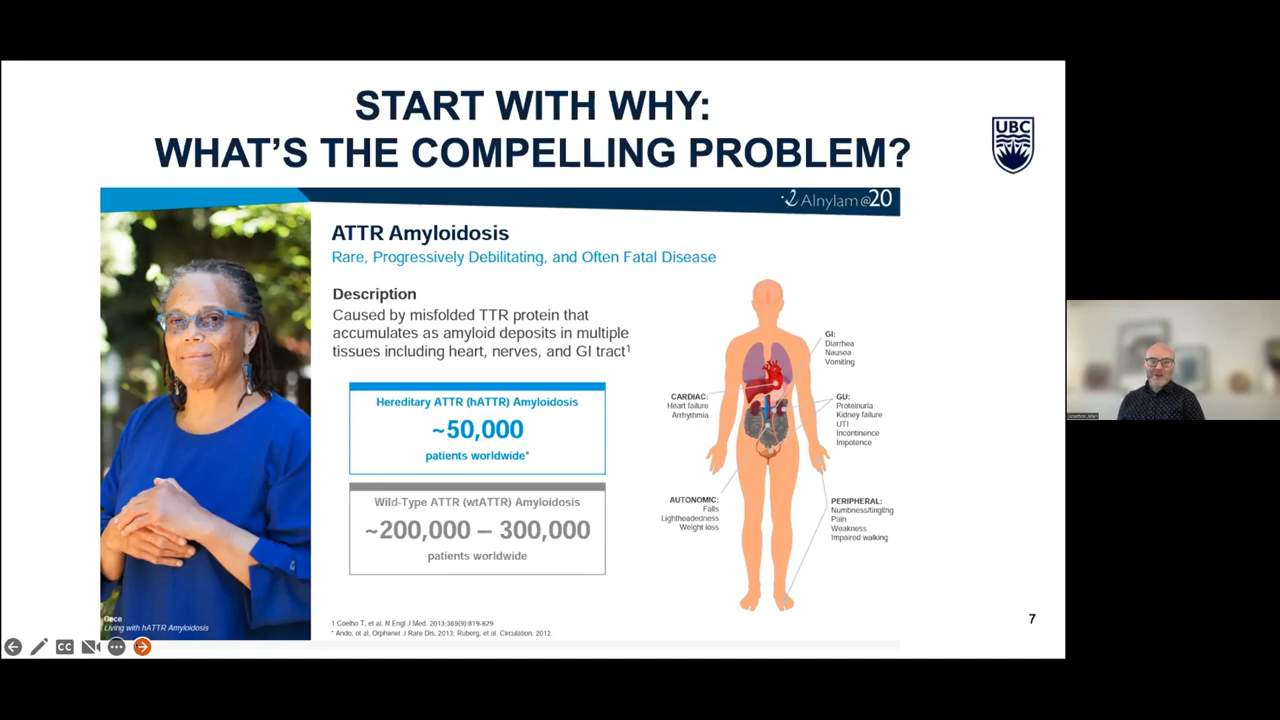 START WITH WHY:
WHAT'S THE COMPELLING PROBLEM?
UBC
Alnylam@20
ATTR Amyloidosis
Rare, Progressively Debilitating, and Often Fatal Disease
Description
Caused by misfolded TTR protein that
accumulates as amyloid deposits in multiple
tissues including heart, nerves, and GI tract¹
Hereditary ATTR (hATTR) Amyloidosis
~50,000
patients worldwide*
Wild-Type ATTR (wtATTR) Amyloidosis
~200,000 – 300,000
patients worldwide
GI:
Diarrhea
Nausea
Vomiting
CARDIAC:
Heart failure
Arrhythmia
GU:
Proteinuria
Kidney failure
UTI
Incontinence
Impotence
AUTONOMIC:
Falls
Lightheadedness
Weight loss
PERIPHERAL:
Numbness/tingling
Pain
Weakness
Impaired walking
Living with hATTR Amyloidosis
1 Coelho T, et al. N Engl J Med. 2013;369(9):819-829
* Ando, et al. Orphanet J Rare Dis, 2013; Ruberg, et al. Circulation, 2012
7
CC